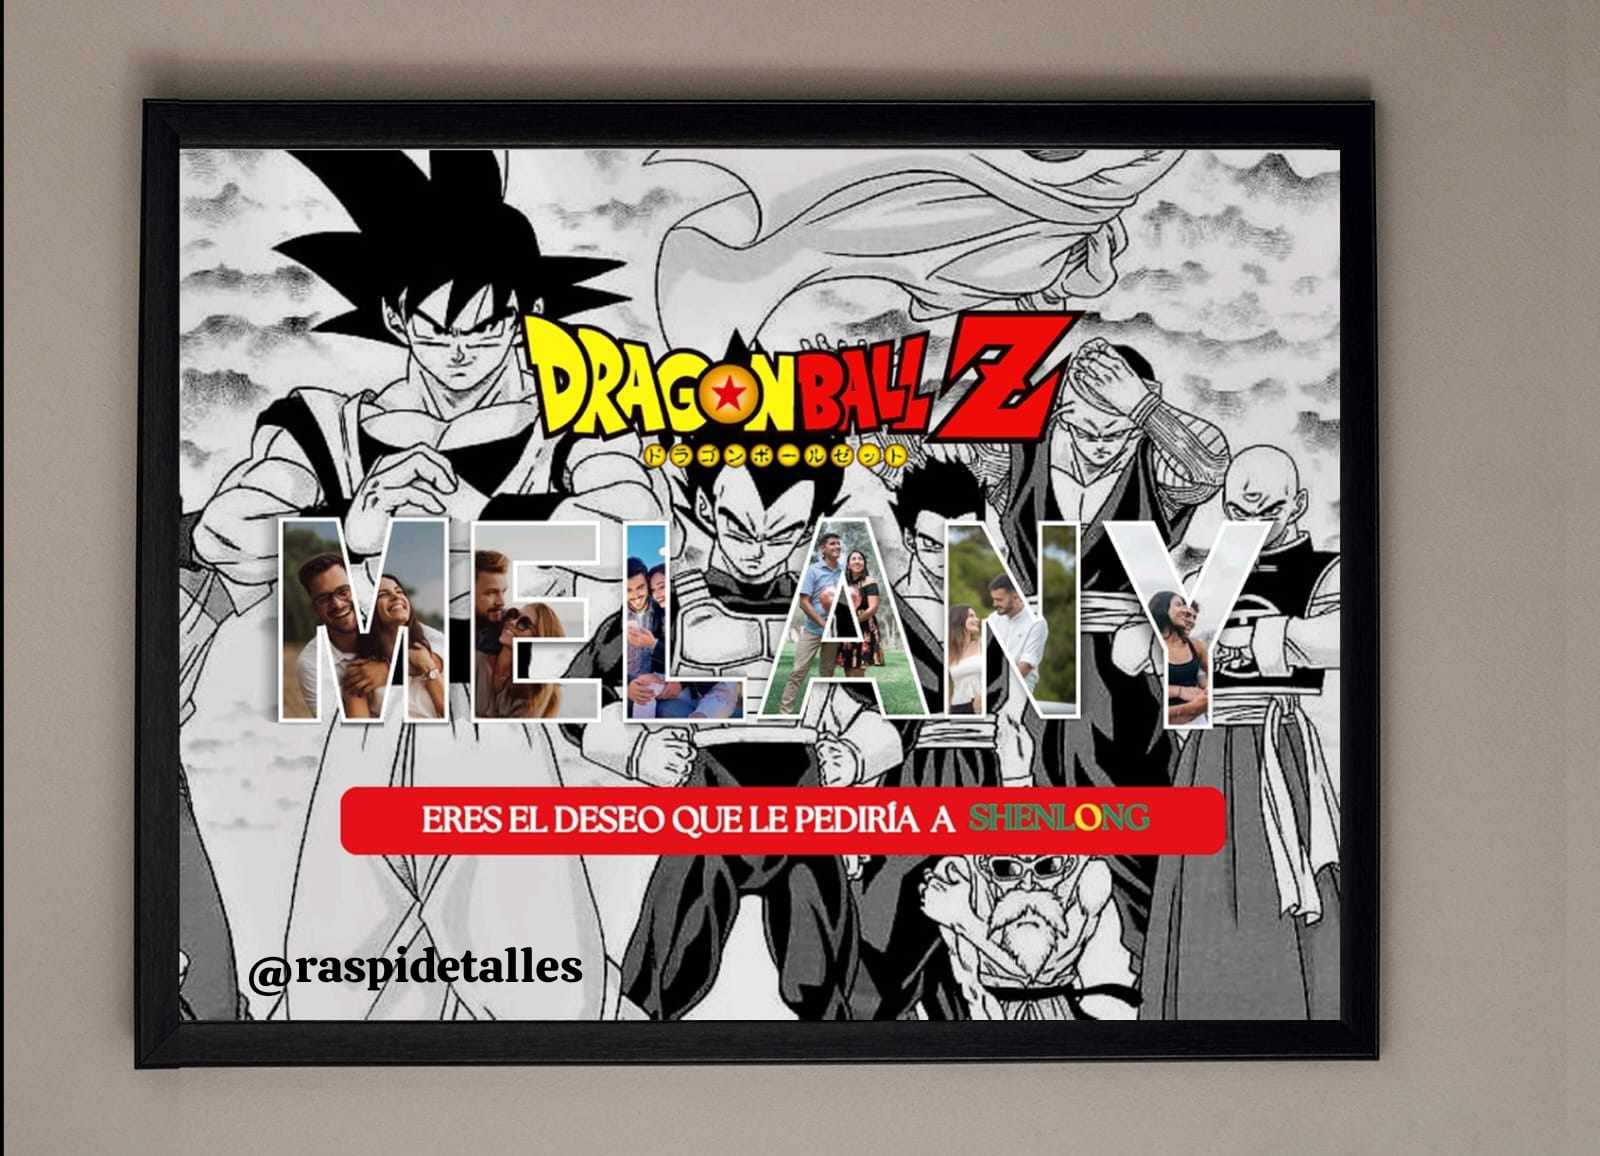 DRAGON BALL Z
ドラゴンボールゼット
MELANY
ERES EL DESEO QUE LE PEDIRÍA A SHENLONG
@raspidetalles